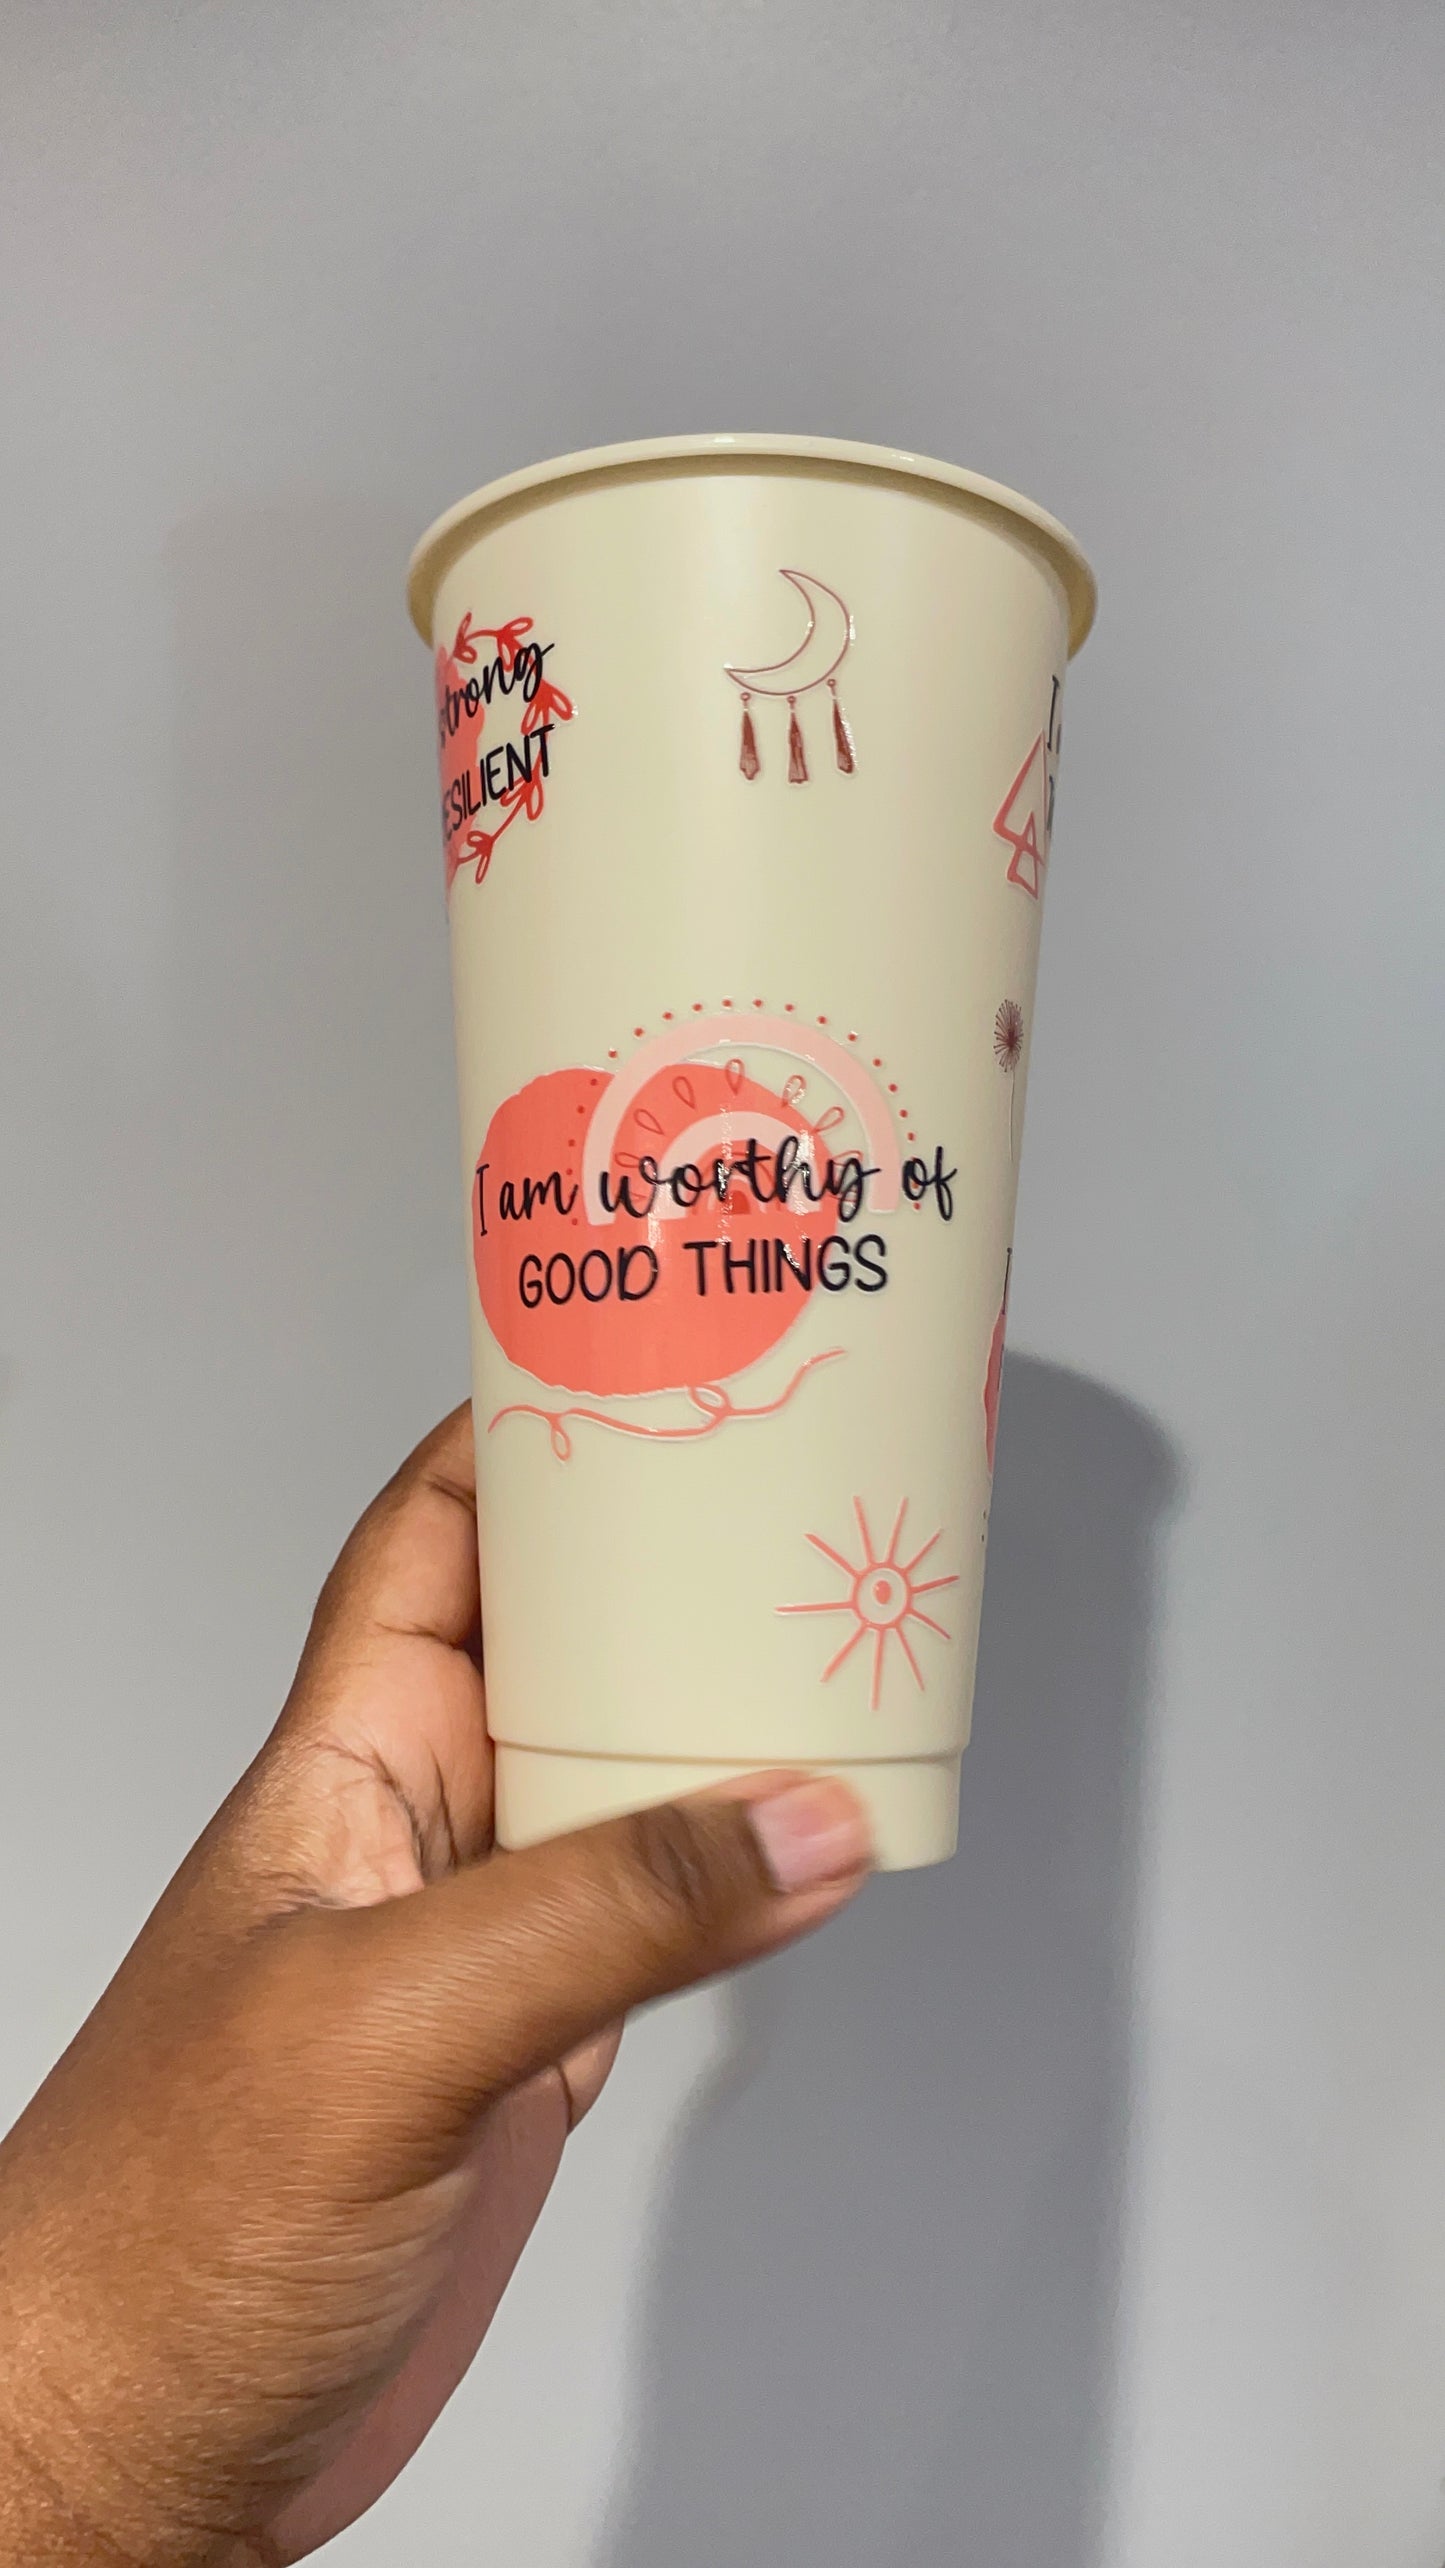 strong
RESILIENT
I am worthy of
GOOD THINGS